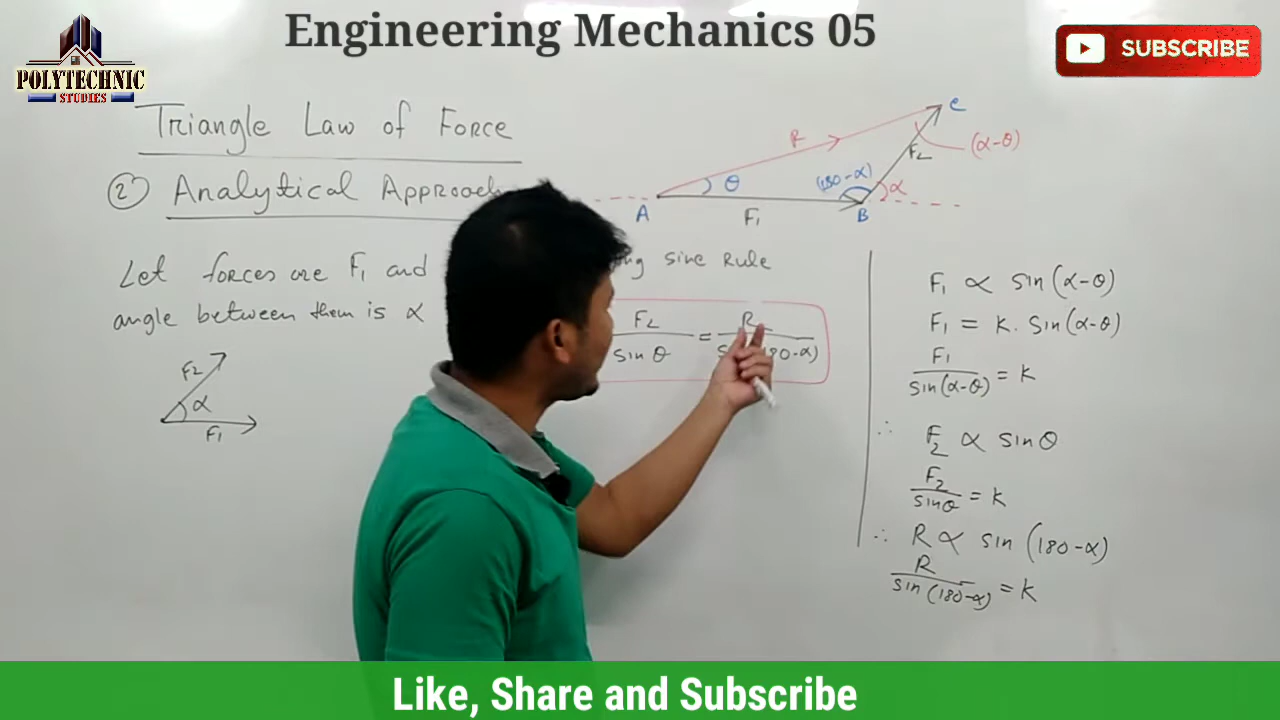 Engineering Mechanics 05
POLYTECHNIC
STUDIES
SUBSCRIBE
Triangle Law of Force
② Analytical Approach
Let forces are F₁ and
angle between them is α
F₂
α
F₁
R
θ
(180-α)
F₂
(α-θ)
α
A
F₁
B
C
sine Rule
F₂ / sin θ = R / (180-α)
F₁ ∝ sin(α-θ)
F₁ = K. sin(α-θ)
F₁ / sin(α-θ) = K
∴ F₂ ∝ sin θ
F₂ / sin θ = K
∴ R ∝ sin (180-α)
R / sin (180-α) = K
Like, Share and Subscribe